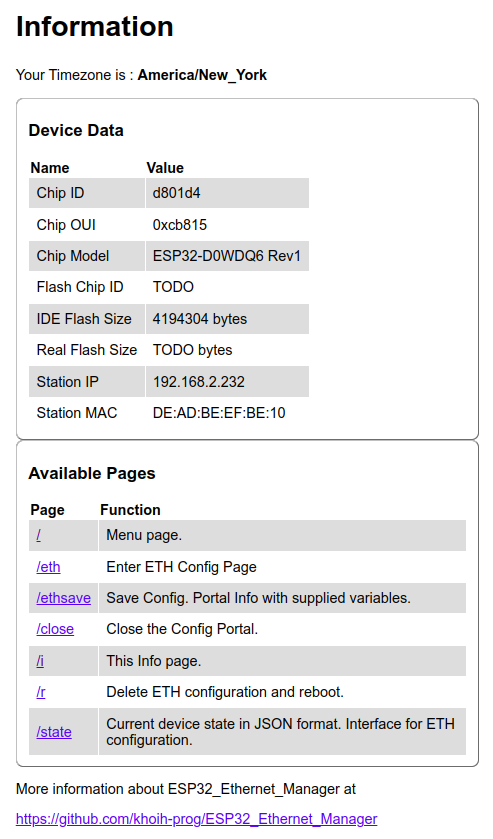 Information
Your Timezone is : America/New_York
Device Data
Name Value
Chip ID d801d4
Chip OUI 0xcb815
Chip Model ESP32-D0WDQ6 Rev1
Flash Chip ID TODO
IDE Flash Size 4194304 bytes
Real Flash Size TODO bytes
Station IP 192.168.2.232
Station MAC DE:AD:BE:EF:BE:10
Available Pages
Page Function
/ Menu page.
/eth Enter ETH Config Page
/ethsave Save Config. Portal Info with supplied variables.
/close Close the Config Portal.
/i This Info page.
/r Delete ETH configuration and reboot.
/state Current device state in JSON format. Interface for ETH
configuration.
More information about ESP32_Ethernet_Manager at
https://github.com/khoih-prog/ESP32_Ethernet_Manager